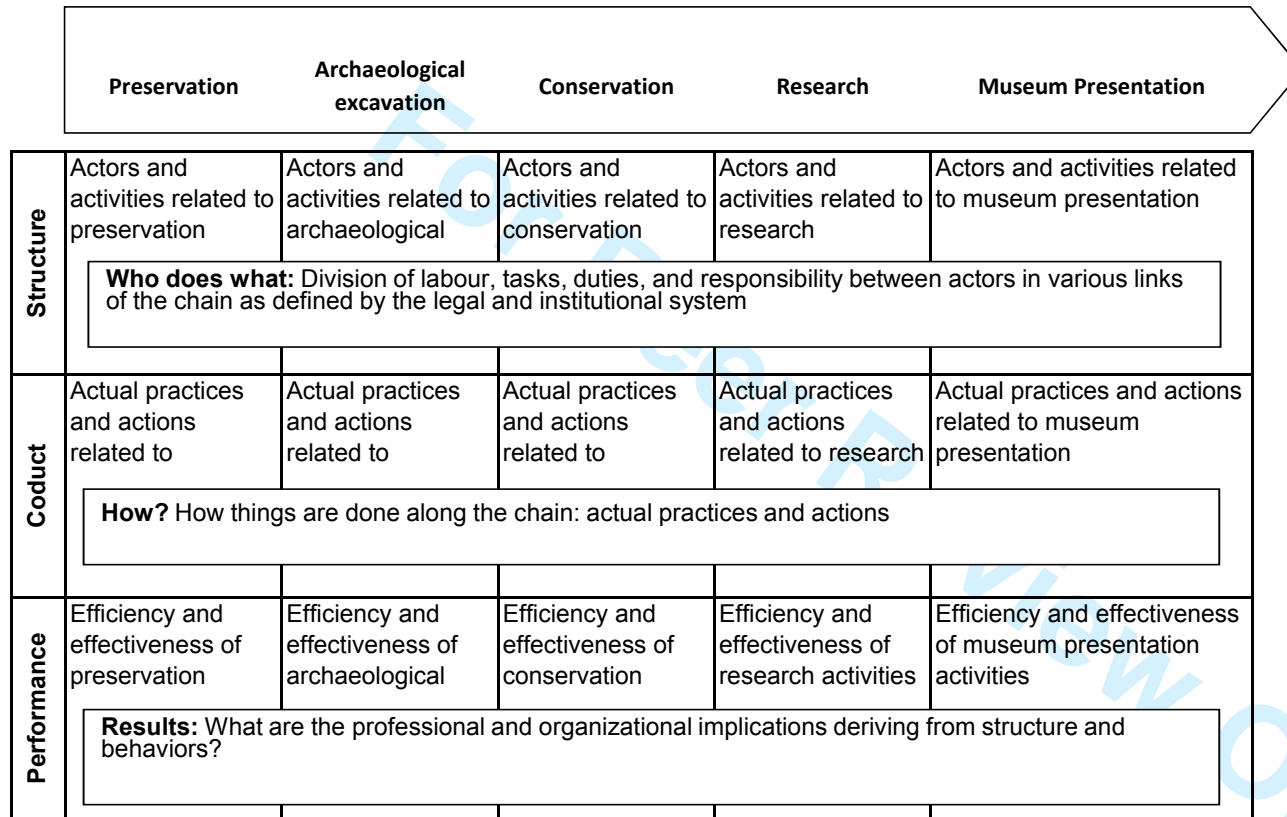 Preservation
Archaeological
excavation
Conservation
Research
Museum Presentation
Structure
Actors and
activities related to
preservation
Actors and
activities related to
archaeological
Actors and
activities related to
conservation
Actors and
activities related to
research
Actors and activities related
to museum presentation
Who does what: Division of labour, tasks, duties, and responsibility between actors in various links
of the chain as defined by the legal and institutional system
Coduct
Actual practices
and actions
related to
Actual practices
and actions
related to
Actual practices
and actions
related to
Actual practices
and actions
related to research
Actual practices and actions
related to museum
presentation
How? How things are done along the chain: actual practices and actions
Performance
Efficiency and
effectiveness of
preservation
Efficiency and
effectiveness of
archaeological
Efficiency and
effectiveness of
conservation
Efficiency and
effectiveness of
research activities
Efficiency and effectiveness
of museum presentation
activities
Results: What are the professional and organizational implications deriving from structure and
behaviors?
For Peer Review